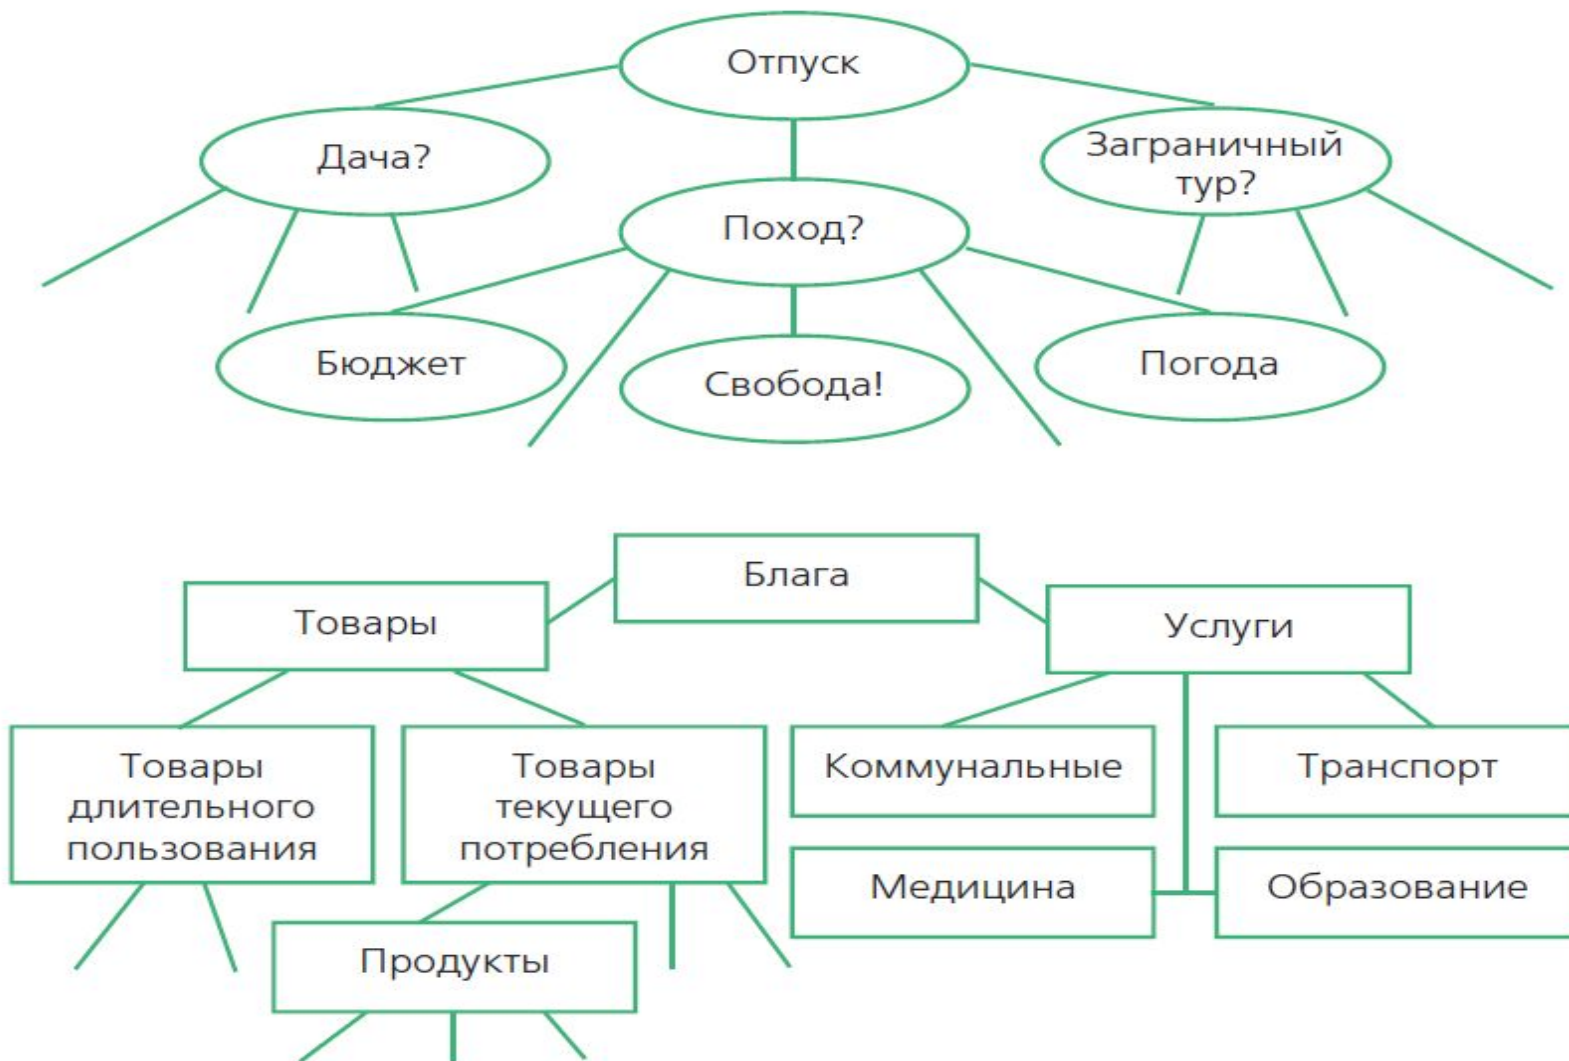 Отпуск
Дача?
Заграничный
тур?
Поход?
Бюджет
Свобода!
Погода
Блага
Товары
Услуги
Товары
длительного
пользования
Товары
текущего
потребления
Коммунальные
Транспорт
Медицина
Образование
Продукты